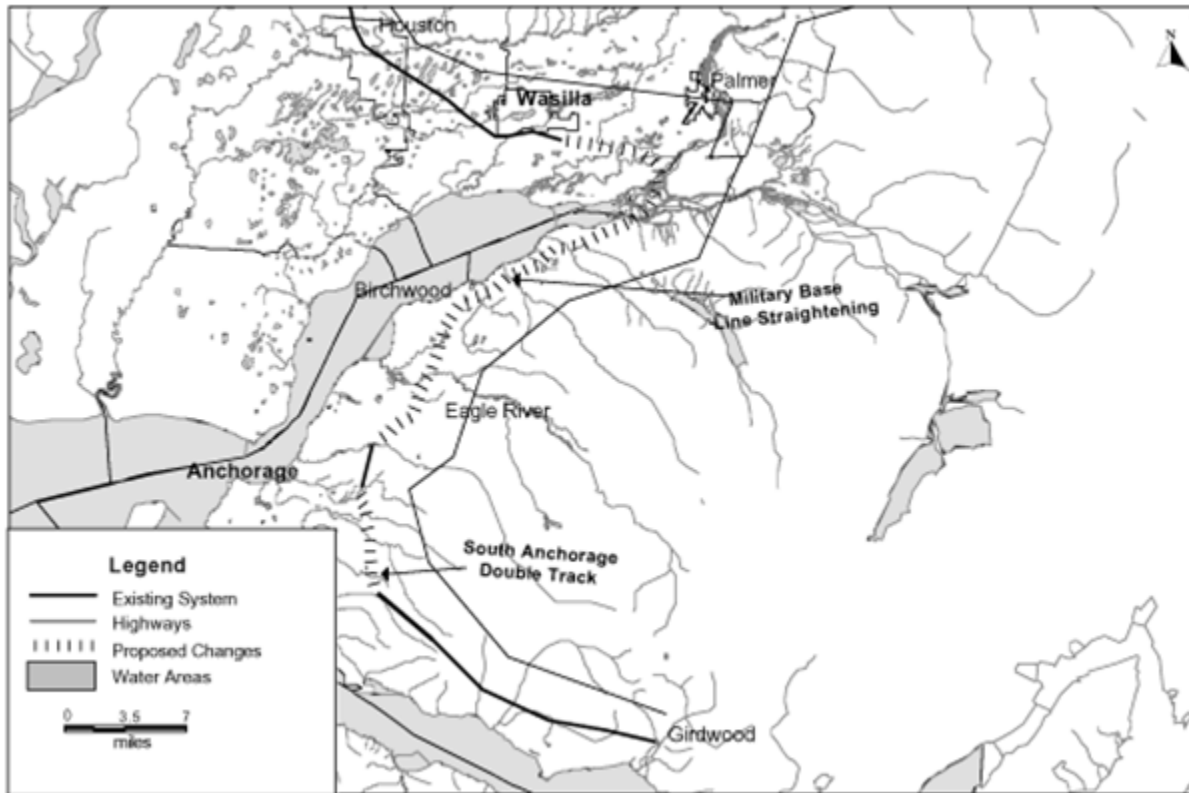 Houston
N
Palmer
Wasilla
Birchwood
Military Base
Line Straightening
Eagle River
Anchorage
South Anchorage
Double Track
Girdwood
Legend
Existing System
Highways
Proposed Changes
Water Areas
0 3.5 7
miles